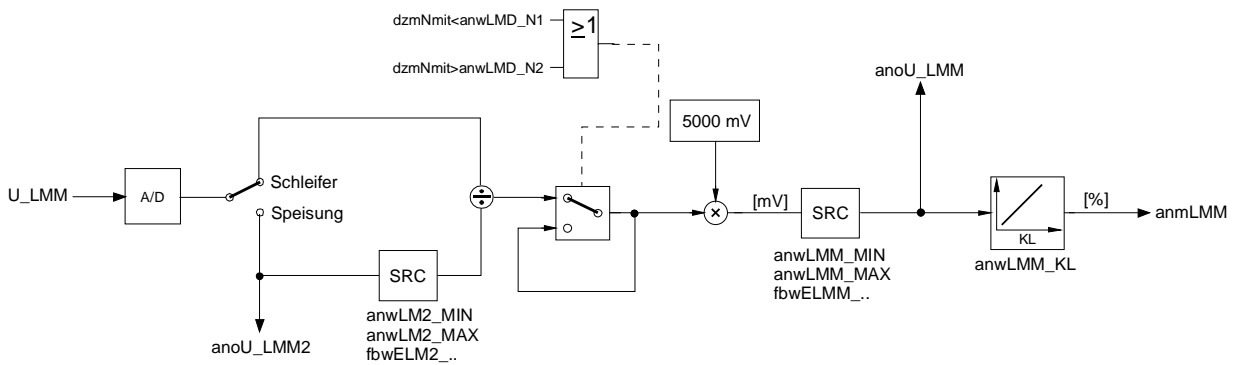 dzmNmit<anwLMD_N1
≥1
dzmNmit>anwLMD_N2
anoU_LMM
5000 mV
U_LMM
A/D
Schleifer
Speisung
[mV]
SRC
[%]
anmLMM
KL
anwLMM_KL
SRC
anwLMM_MIN
anwLMM_MAX
fbwELMM_..
anwLM2_MIN
anwLM2_MAX
fbwELM2_..
anoU_LMM2